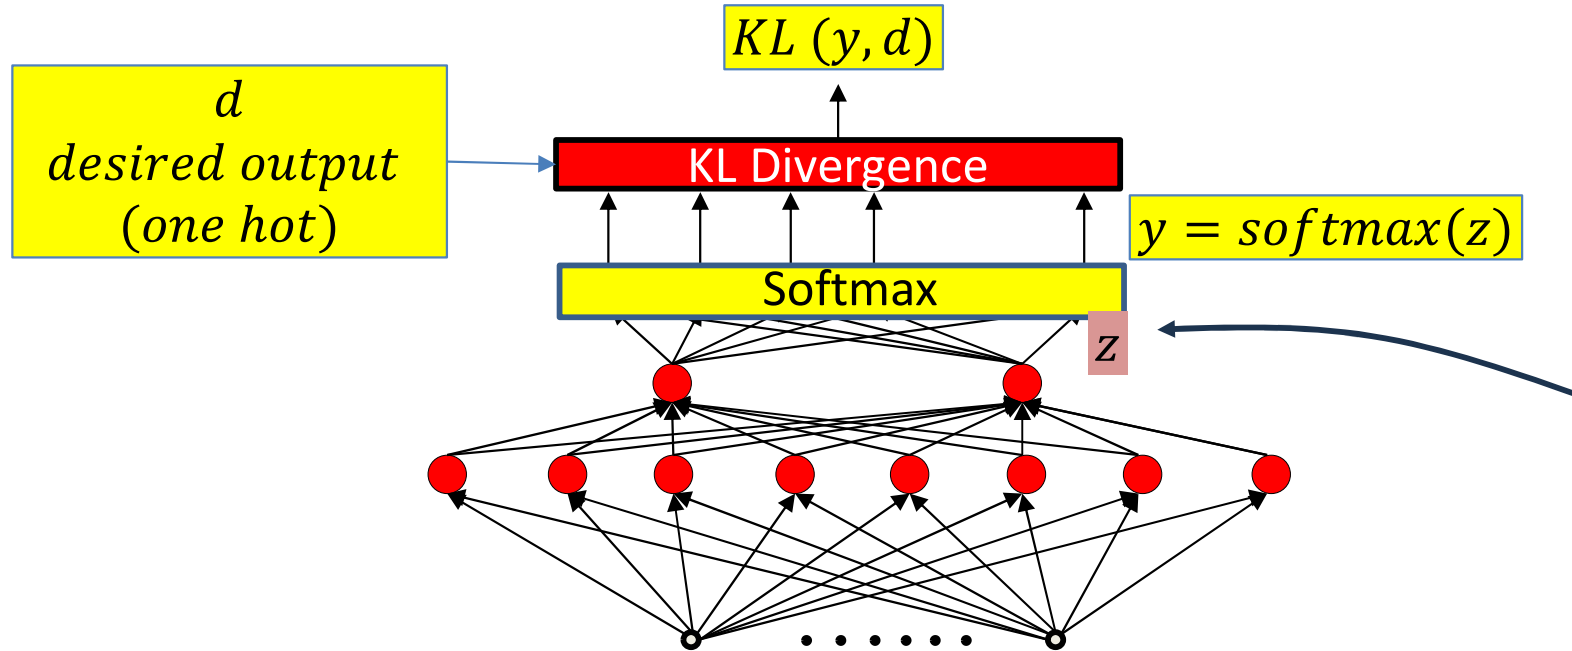 KL (y, d)
d
desired output
(one hot)
KL Divergence
y = softmax(z)
Softmax
z